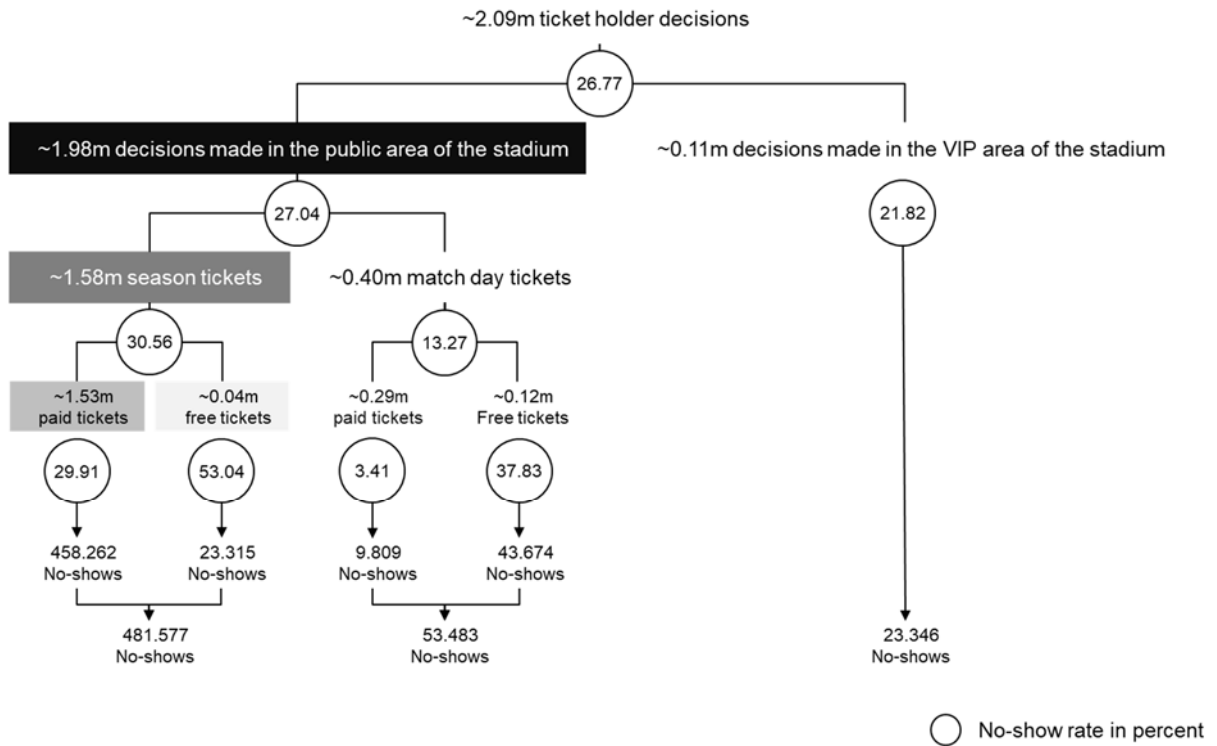 ~2.09m ticket holder decisions
26.77
~1.98m decisions made in the public area of the stadium
~0.11m decisions made in the VIP area of the stadium
27.04
21.82
~1.58m season tickets
~0.40m match day tickets
30.56
13.27
~1.53m
paid tickets
~0.04m
free tickets
~0.29m
paid tickets
~0.12m
Free tickets
29.91
53.04
3.41
37.83
458.262
No-shows
23.315
No-shows
9.809
No-shows
43.674
No-shows
481.577
No-shows
53.483
No-shows
23.346
No-shows
No-show rate in percent